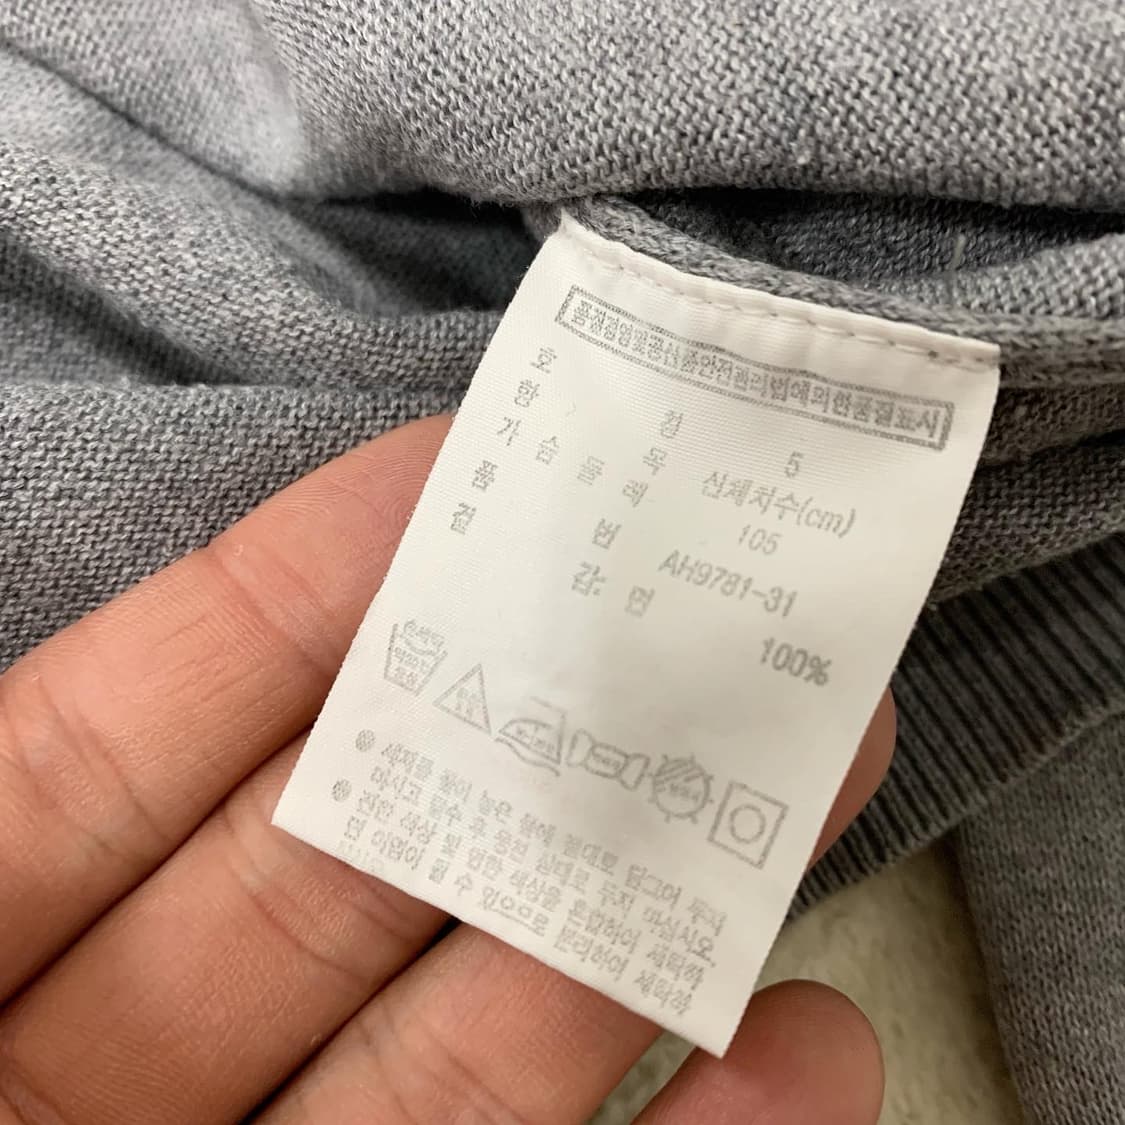 품질경영및공산품안전관리법에의한품질표시
호 칭 5
항 목 신체치수(cm)
가 슴 둘 레 105
품 번 AH9781-31
겉 감 면 100%
※ 세제를 풀어 녹은 물에 절대로 담그어 두지
마시고 탈수 후 뭉친 상태로 두지 마십시오.
※ 진한 색상 및 연한 색상을 혼합하여 세탁하
면 이염이 될 수 있으므로 분리하여 세탁하